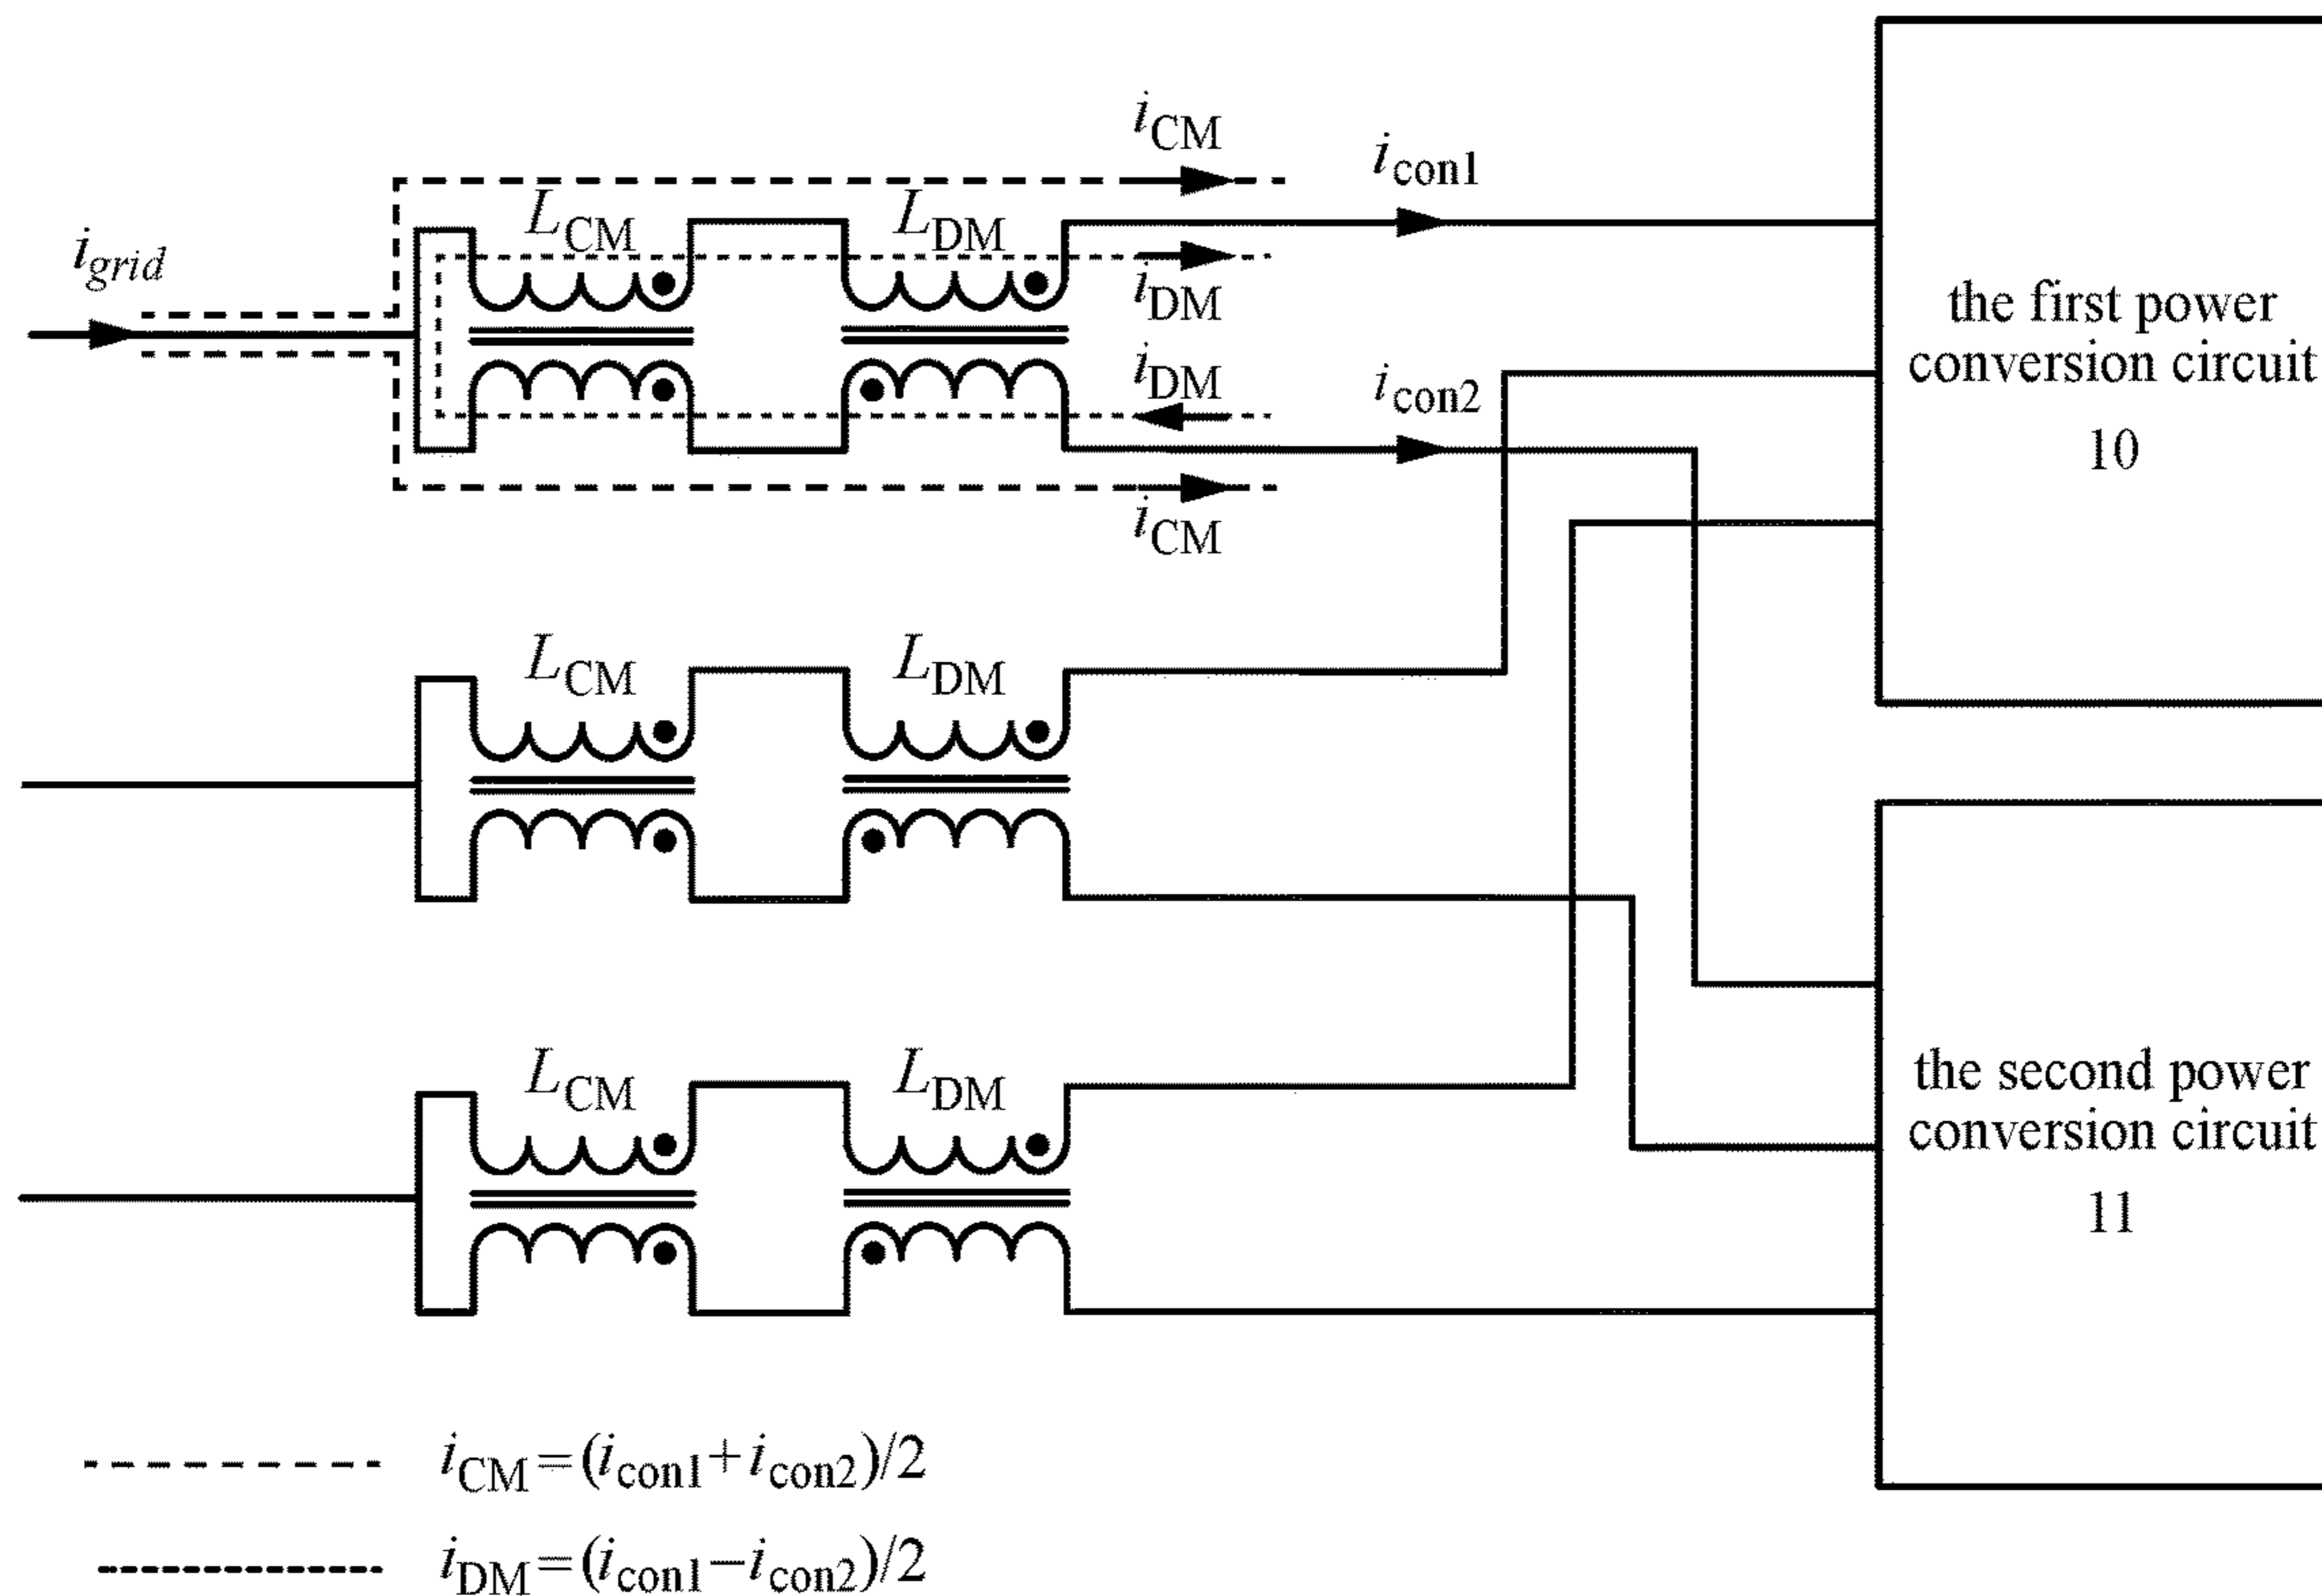 i_CM
i_con1
L_CM L_DM
i_grid
i_DM
i_DM
i_con2
i_CM
the first power
conversion circuit
10
L_CM L_DM
L_CM L_DM
the second power
conversion circuit
11
i_CM=(i_con1+i_con2)/2
i_DM=(i_con1−i_con2)/2